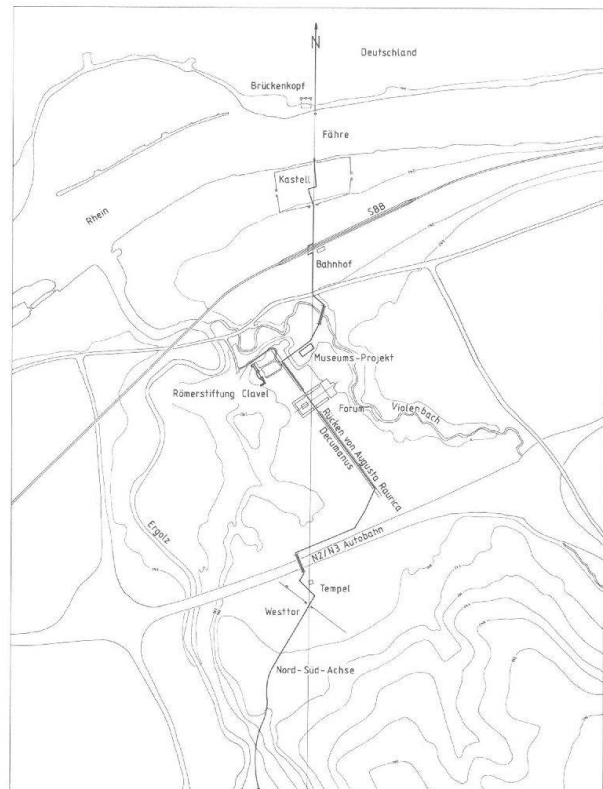 N
Deutschland
Brückenkopf
Fähre
Kastell
Rhein
SBB
Bahnhof
Museums-Projekt
Römerstiftung Clavel
Forum
Violenbach
Rücken von Augusta Raurica
Decumanus
Ergolz
N2/N3 Autobahn
Tempel
Westtor
Nord-Süd-Achse